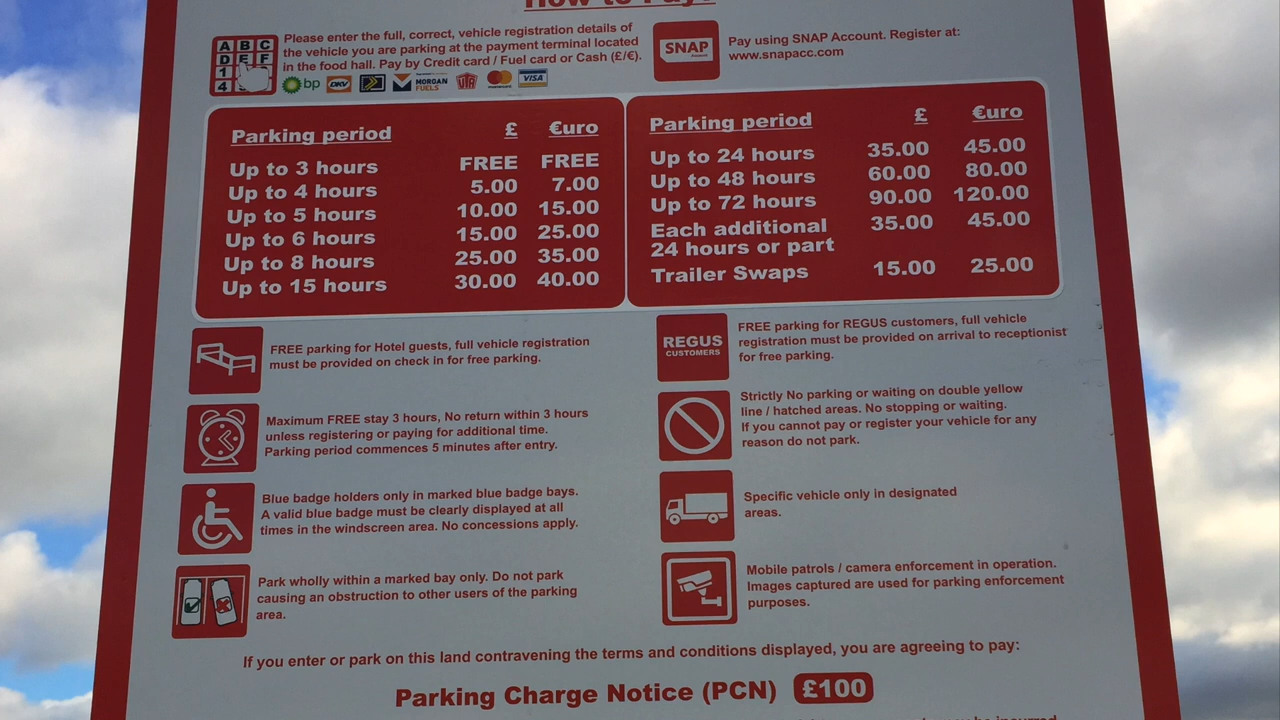 How to Pay?
A B C
D E F
1
4
Please enter the full, correct, vehicle registration details of
the vehicle you are parking at the payment terminal located
in the food hall. Pay by Credit card / Fuel card or Cash (£/€).
bp DKV MORGAN FUELS UTA mastercard VISA
SNAP
Account
Pay using SNAP Account. Register at:
www.snapacc.com
Parking period £ €uro
Up to 3 hours FREE FREE
Up to 4 hours 5.00 7.00
Up to 5 hours 10.00 15.00
Up to 6 hours 15.00 25.00
Up to 8 hours 25.00 35.00
Up to 15 hours 30.00 40.00
Parking period £ €uro
Up to 24 hours 35.00 45.00
Up to 48 hours 60.00 80.00
Up to 72 hours 90.00 120.00
Each additional 35.00 45.00
24 hours or part
Trailer Swaps 15.00 25.00
FREE parking for Hotel guests, full vehicle registration
must be provided on check in for free parking.
REGUS
CUSTOMERS
FREE parking for REGUS customers, full vehicle
registration must be provided on arrival to receptionist
for free parking.
Maximum FREE stay 3 hours, No return within 3 hours
unless registering or paying for additional time.
Parking period commences 5 minutes after entry.
Strictly No parking or waiting on double yellow
line / hatched areas. No stopping or waiting.
If you cannot pay or register your vehicle for any
reason do not park.
Blue badge holders only in marked blue badge bays.
A valid blue badge must be clearly displayed at all
times in the windscreen area. No concessions apply.
Specific vehicle only in designated
areas.
Park wholly within a marked bay only. Do not park
causing an obstruction to other users of the parking
area.
Mobile patrols / camera enforcement in operation.
Images captured are used for parking enforcement
purposes.
If you enter or park on this land contravening the terms and conditions displayed, you are agreeing to pay:
Parking Charge Notice (PCN) £100